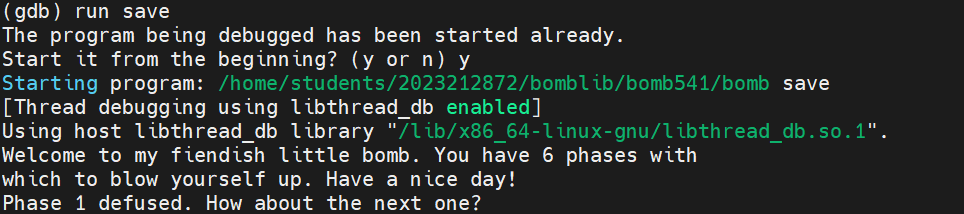 (gdb) run save
The program being debugged has been started already.
Start it from the beginning? (y or n) y
Starting program: /home/students/2023212872/bomblib/bomb541/bomb save
[Thread debugging using libthread_db enabled]
Using host libthread_db library "/lib/x86_64-linux-gnu/libthread_db.so.1".
Welcome to my fiendish little bomb. You have 6 phases with
which to blow yourself up. Have a nice day!
Phase 1 defused. How about the next one?